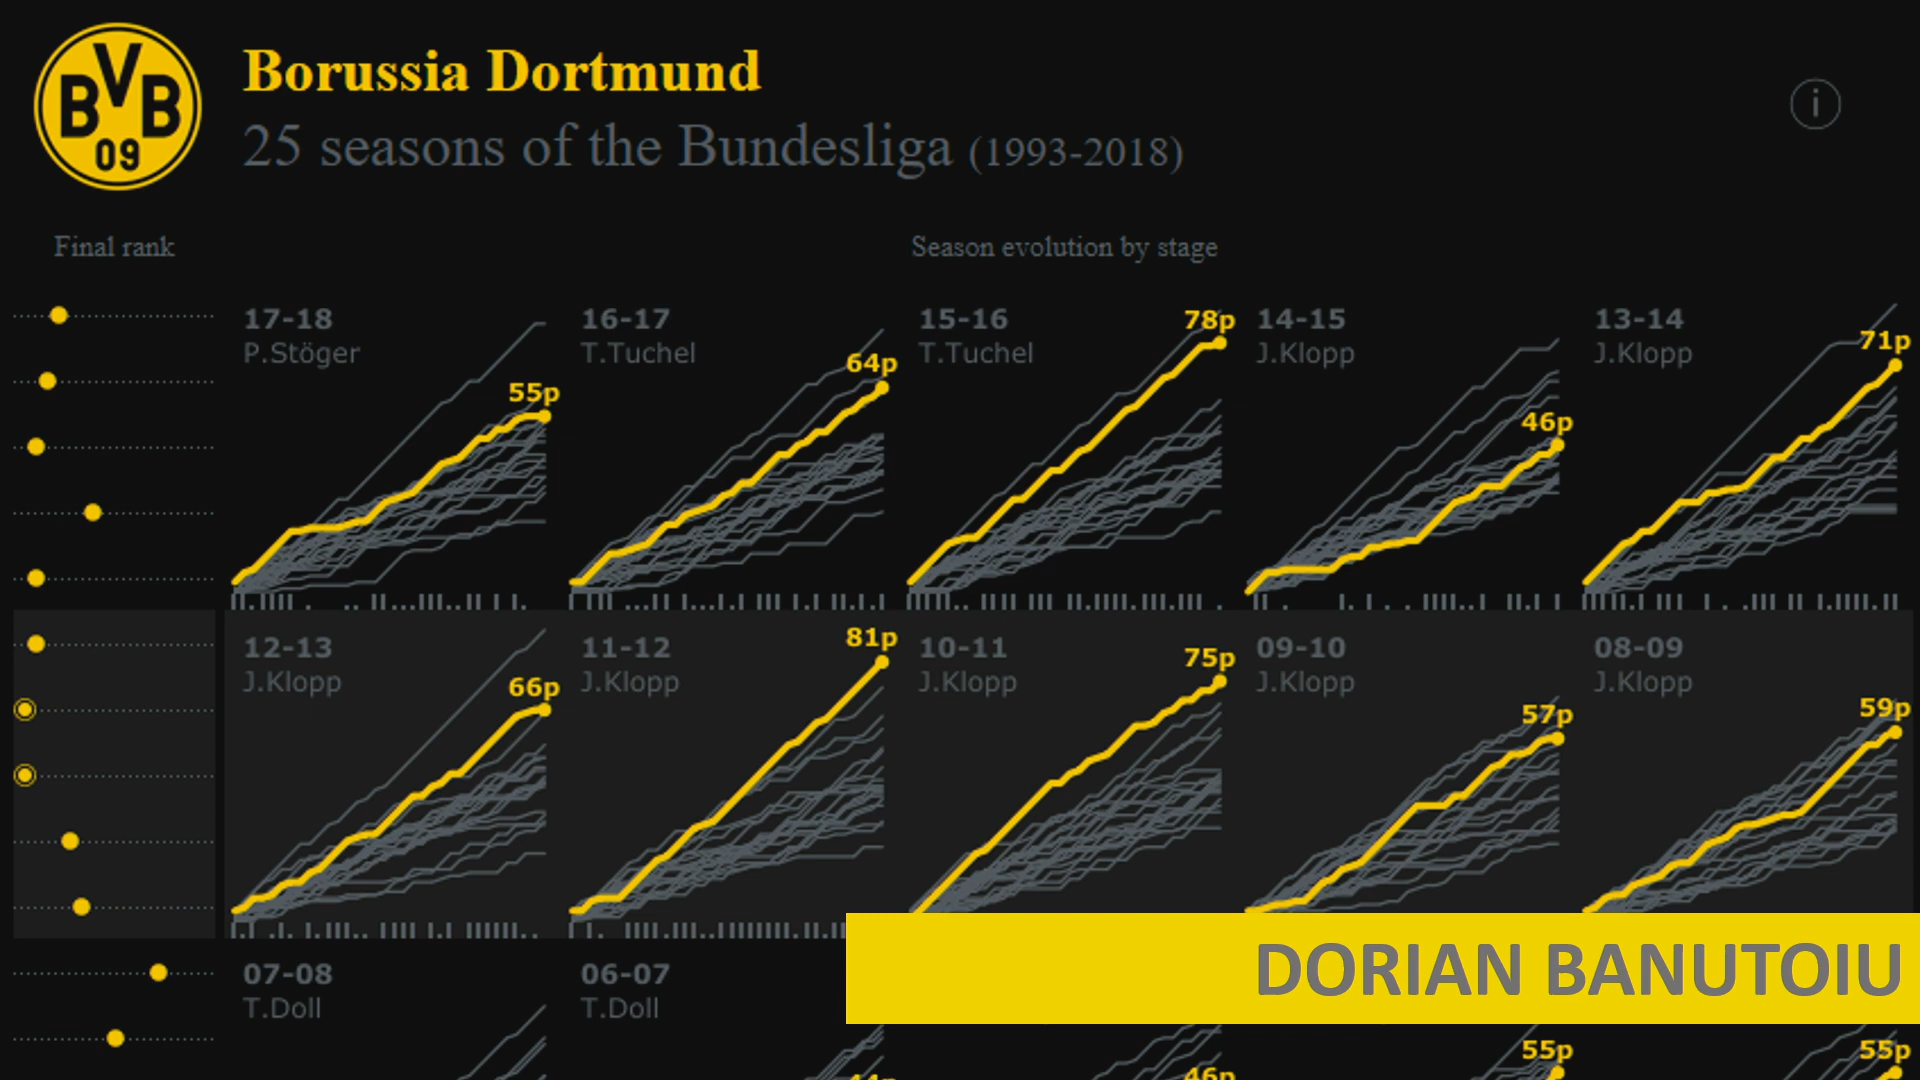 BVB
09
Borussia Dortmund
25 seasons of the Bundesliga (1993-2018)
i
Final rank
Season evolution by stage
17-18
P.Stöger
55p
16-17
T.Tuchel
64p
15-16
T.Tuchel
78p
14-15
J.Klopp
46p
13-14
J.Klopp
71p
12-13
J.Klopp
66p
11-12
J.Klopp
81p
10-11
J.Klopp
75p
09-10
J.Klopp
57p
08-09
J.Klopp
59p
07-08
T.Doll
06-07
T.Doll
44p
46p
55p
55p
DORIAN BANUTOIU